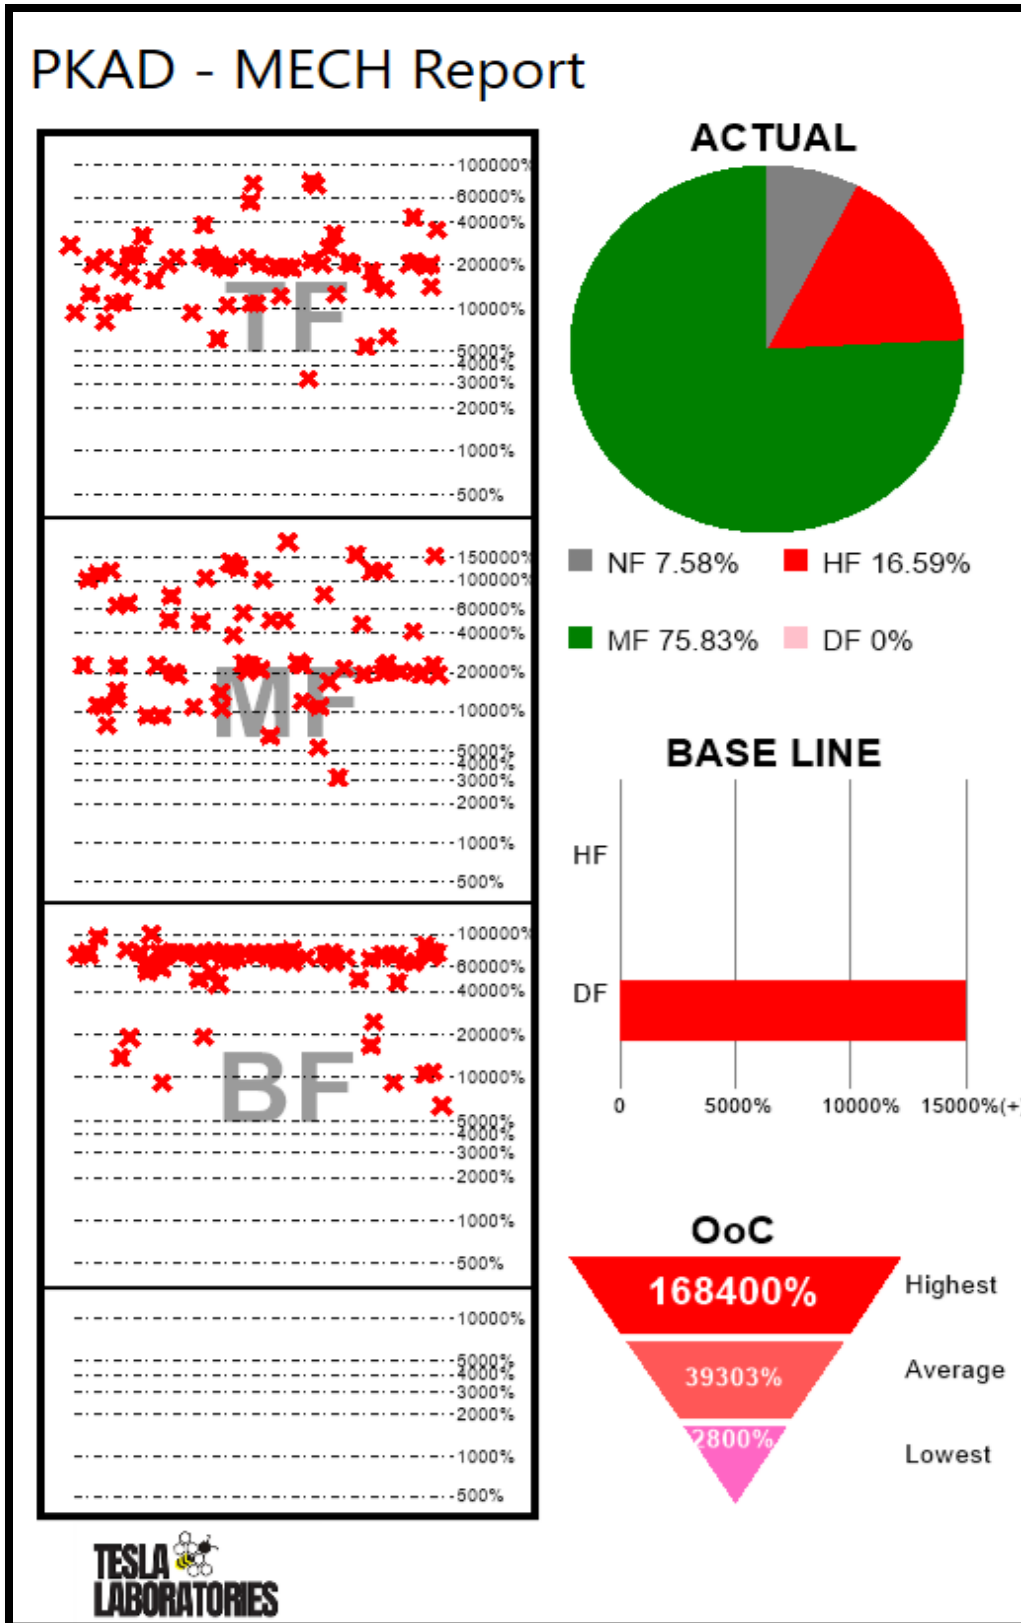 PKAD - MECH Report
100000%
60000%
40000%
20000%
10000%
5000%
4000%
3000%
2000%
1000%
500%
TF
150000%
100000%
60000%
40000%
20000%
10000%
5000%
4000%
3000%
2000%
1000%
500%
MF
100000%
60000%
40000%
20000%
10000%
5000%
4000%
3000%
2000%
1000%
500%
BF
10000%
5000%
4000%
3000%
2000%
1000%
500%
ACTUAL
NF 7.58% HF 16.59%
MF 75.83% DF 0%
BASE LINE
HF
DF
0 5000% 10000% 15000%(+
OoC
168400% Highest
39303% Average
2800% Lowest
TESLA
LABORATORIES